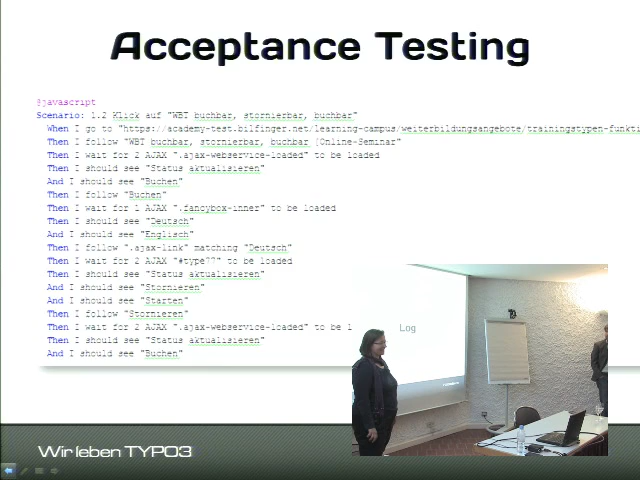 Acceptance Testing
@javascript
Scenario: 1.2 Klick auf "WBT buchbar, stornierbar, buchbar"
When I go to "https://academy-test.bilfinger.net/learning-campus/weiterbildungsangebote/trainingstypen-funkti
Then I follow "WBT buchbar, stornierbar, buchbar [Online-Seminar"
Then I wait for 2 AJAX ".ajax-webservice-loaded" to be loaded
Then I should see "Status aktualisieren"
And I should see "Buchen"
Then I follow "Buchen"
Then I wait for 1 AJAX ".fancybox-inner" to be loaded
Then I should see "Deutsch"
And I should see "Englisch"
Then I follow ".ajax-link" matching "Deutsch"
Then I wait for 2 AJAX "#type77" to be loaded
Then I should see "Status aktualisieren"
And I should see "Stornieren"
And I should see "Starten"
Then I follow "Stornieren"
Then I wait for 2 AJAX ".ajax-webservice-loaded" to be l
Then I should see "Status aktualisieren"
And I should see "Buchen"
Log
Wir leben TYPO3